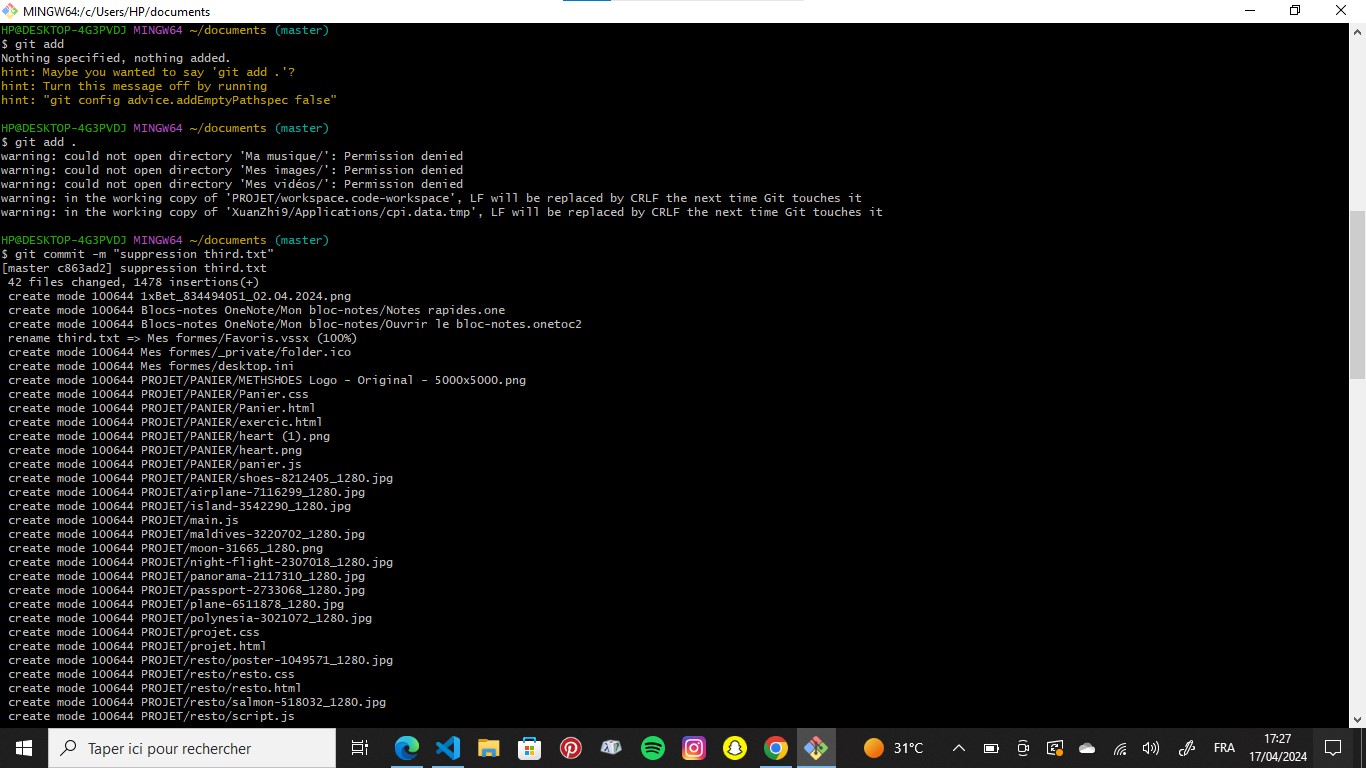 MINGW64:/c/Users/HP/documents
HP@DESKTOP-4G3PVDJ MINGW64 ~/documents (master)
$ git add
Nothing specified, nothing added.
hint: Maybe you wanted to say 'git add .'?
hint: Turn this message off by running
hint: "git config advice.addEmptyPathspec false"
HP@DESKTOP-4G3PVDJ MINGW64 ~/documents (master)
$ git add .
warning: could not open directory 'Ma musique/': Permission denied
warning: could not open directory 'Mes images/': Permission denied
warning: could not open directory 'Mes vidéos/': Permission denied
warning: in the working copy of 'PROJET/workspace.code-workspace', LF will be replaced by CRLF the next time Git touches it
warning: in the working copy of 'XuanZhi9/Applications/cpi.data.tmp', LF will be replaced by CRLF the next time Git touches it
HP@DESKTOP-4G3PVDJ MINGW64 ~/documents (master)
$ git commit -m "suppression third.txt"
[master c863ad2] suppression third.txt
42 files changed, 1478 insertions(+)
create mode 100644 1xBet_834494051_02.04.2024.png
create mode 100644 Blocs-notes OneNote/Mon bloc-notes/Notes rapides.one
create mode 100644 Blocs-notes OneNote/Mon bloc-notes/Ouvrir le bloc-notes.onetoc2
rename third.txt => Mes formes/Favoris.vssx (100%)
create mode 100644 Mes formes/_private/folder.ico
create mode 100644 Mes formes/desktop.ini
create mode 100644 PROJET/PANIER/METHSHOES Logo - Original - 5000x5000.png
create mode 100644 PROJET/PANIER/Panier.css
create mode 100644 PROJET/PANIER/Panier.html
create mode 100644 PROJET/PANIER/exercic.html
create mode 100644 PROJET/PANIER/heart (1).png
create mode 100644 PROJET/PANIER/heart.png
create mode 100644 PROJET/PANIER/panier.js
create mode 100644 PROJET/PANIER/shoes-8212405_1280.jpg
create mode 100644 PROJET/airplane-7116299_1280.jpg
create mode 100644 PROJET/island-3542290_1280.jpg
create mode 100644 PROJET/main.js
create mode 100644 PROJET/maldives-3220702_1280.jpg
create mode 100644 PROJET/moon-31665_1280.png
create mode 100644 PROJET/night-flight-2307018_1280.jpg
create mode 100644 PROJET/panorama-2117310_1280.jpg
create mode 100644 PROJET/passport-2733068_1280.jpg
create mode 100644 PROJET/plane-6511878_1280.jpg
create mode 100644 PROJET/polynesia-3021072_1280.jpg
create mode 100644 PROJET/projet.css
create mode 100644 PROJET/projet.html
create mode 100644 PROJET/resto/poster-1049571_1280.jpg
create mode 100644 PROJET/resto/resto.css
create mode 100644 PROJET/resto/resto.html
create mode 100644 PROJET/resto/salmon-518032_1280.jpg
create mode 100644 PROJET/resto/script.js
Taper ici pour rechercher
31°C
FRA
17:27
17/04/2024